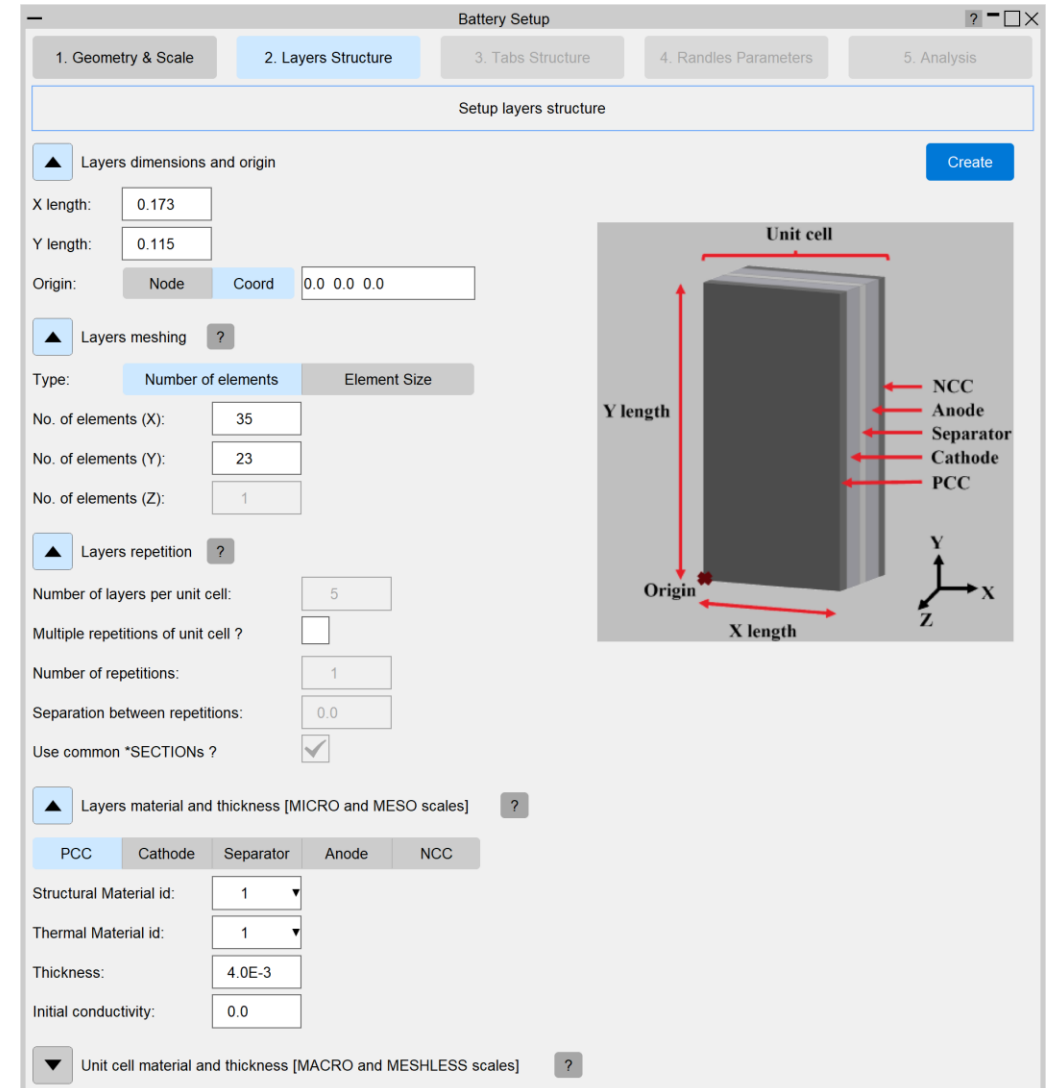 Battery Setup ?
1. Geometry & Scale 2. Layers Structure 3. Tabs Structure 4. Randles Parameters 5. Analysis
Setup layers structure
Layers dimensions and origin Create
X length: 0.173
Y length: 0.115
Origin: Node Coord 0.0 0.0 0.0
Layers meshing ?
Type: Number of elements Element Size
No. of elements (X): 35
No. of elements (Y): 23
No. of elements (Z): 1
Layers repetition ?
Number of layers per unit cell: 5
Multiple repetitions of unit cell ?
Number of repetitions: 1
Separation between repetitions: 0.0
Use common *SECTIONs ?
Layers material and thickness [MICRO and MESO scales] ?
PCC Cathode Separator Anode NCC
Structural Material id: 1
Thermal Material id: 1
Thickness: 4.0E-3
Initial conductivity: 0.0
Unit cell material and thickness [MACRO and MESHLESS scales] ?
Unit cell
Y length
NCC
Anode
Separator
Cathode
PCC
Origin
X length
Y
X
Z